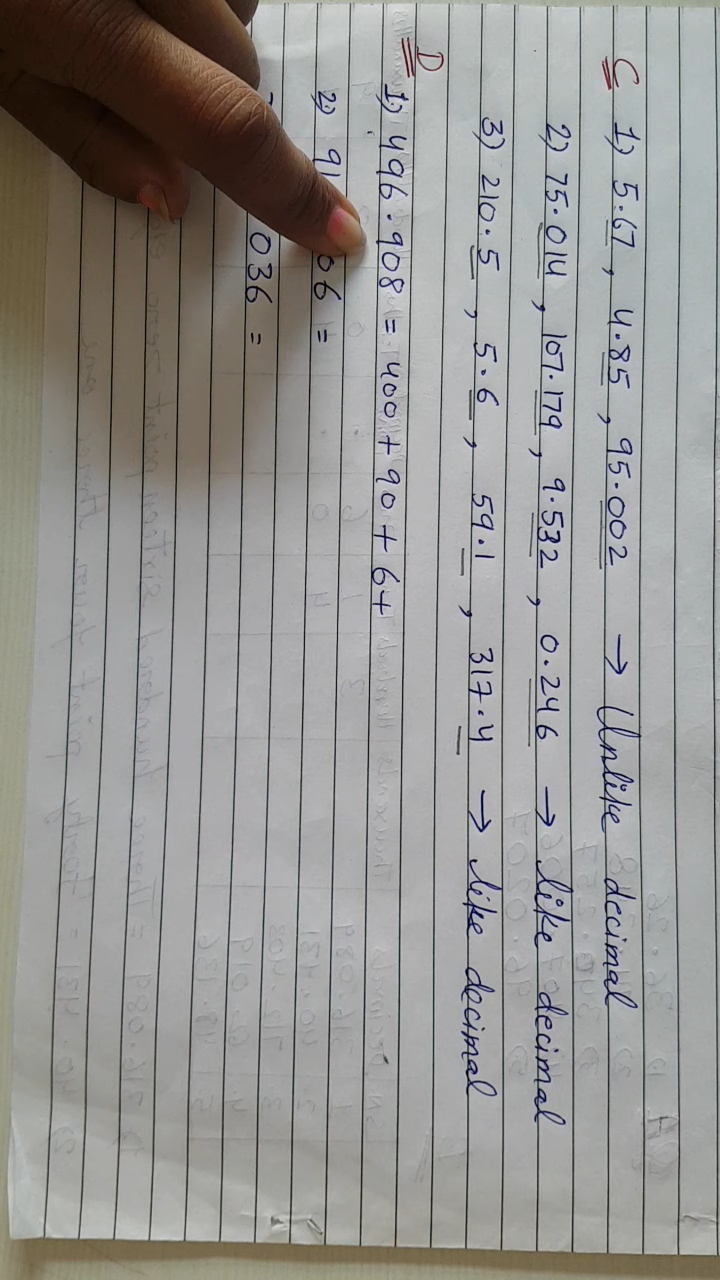 C 1) 5.67, 4.85, 95.002 → Unlike decimal
2) 75.014, 107.179, 9.532, 0.246 → like decimal
3) 210.5, 5.6, 59.1, 317.4 → like decimal
D
1) 496.908 = 400 + 90 + 6 +
2) 91 06 =
036 =